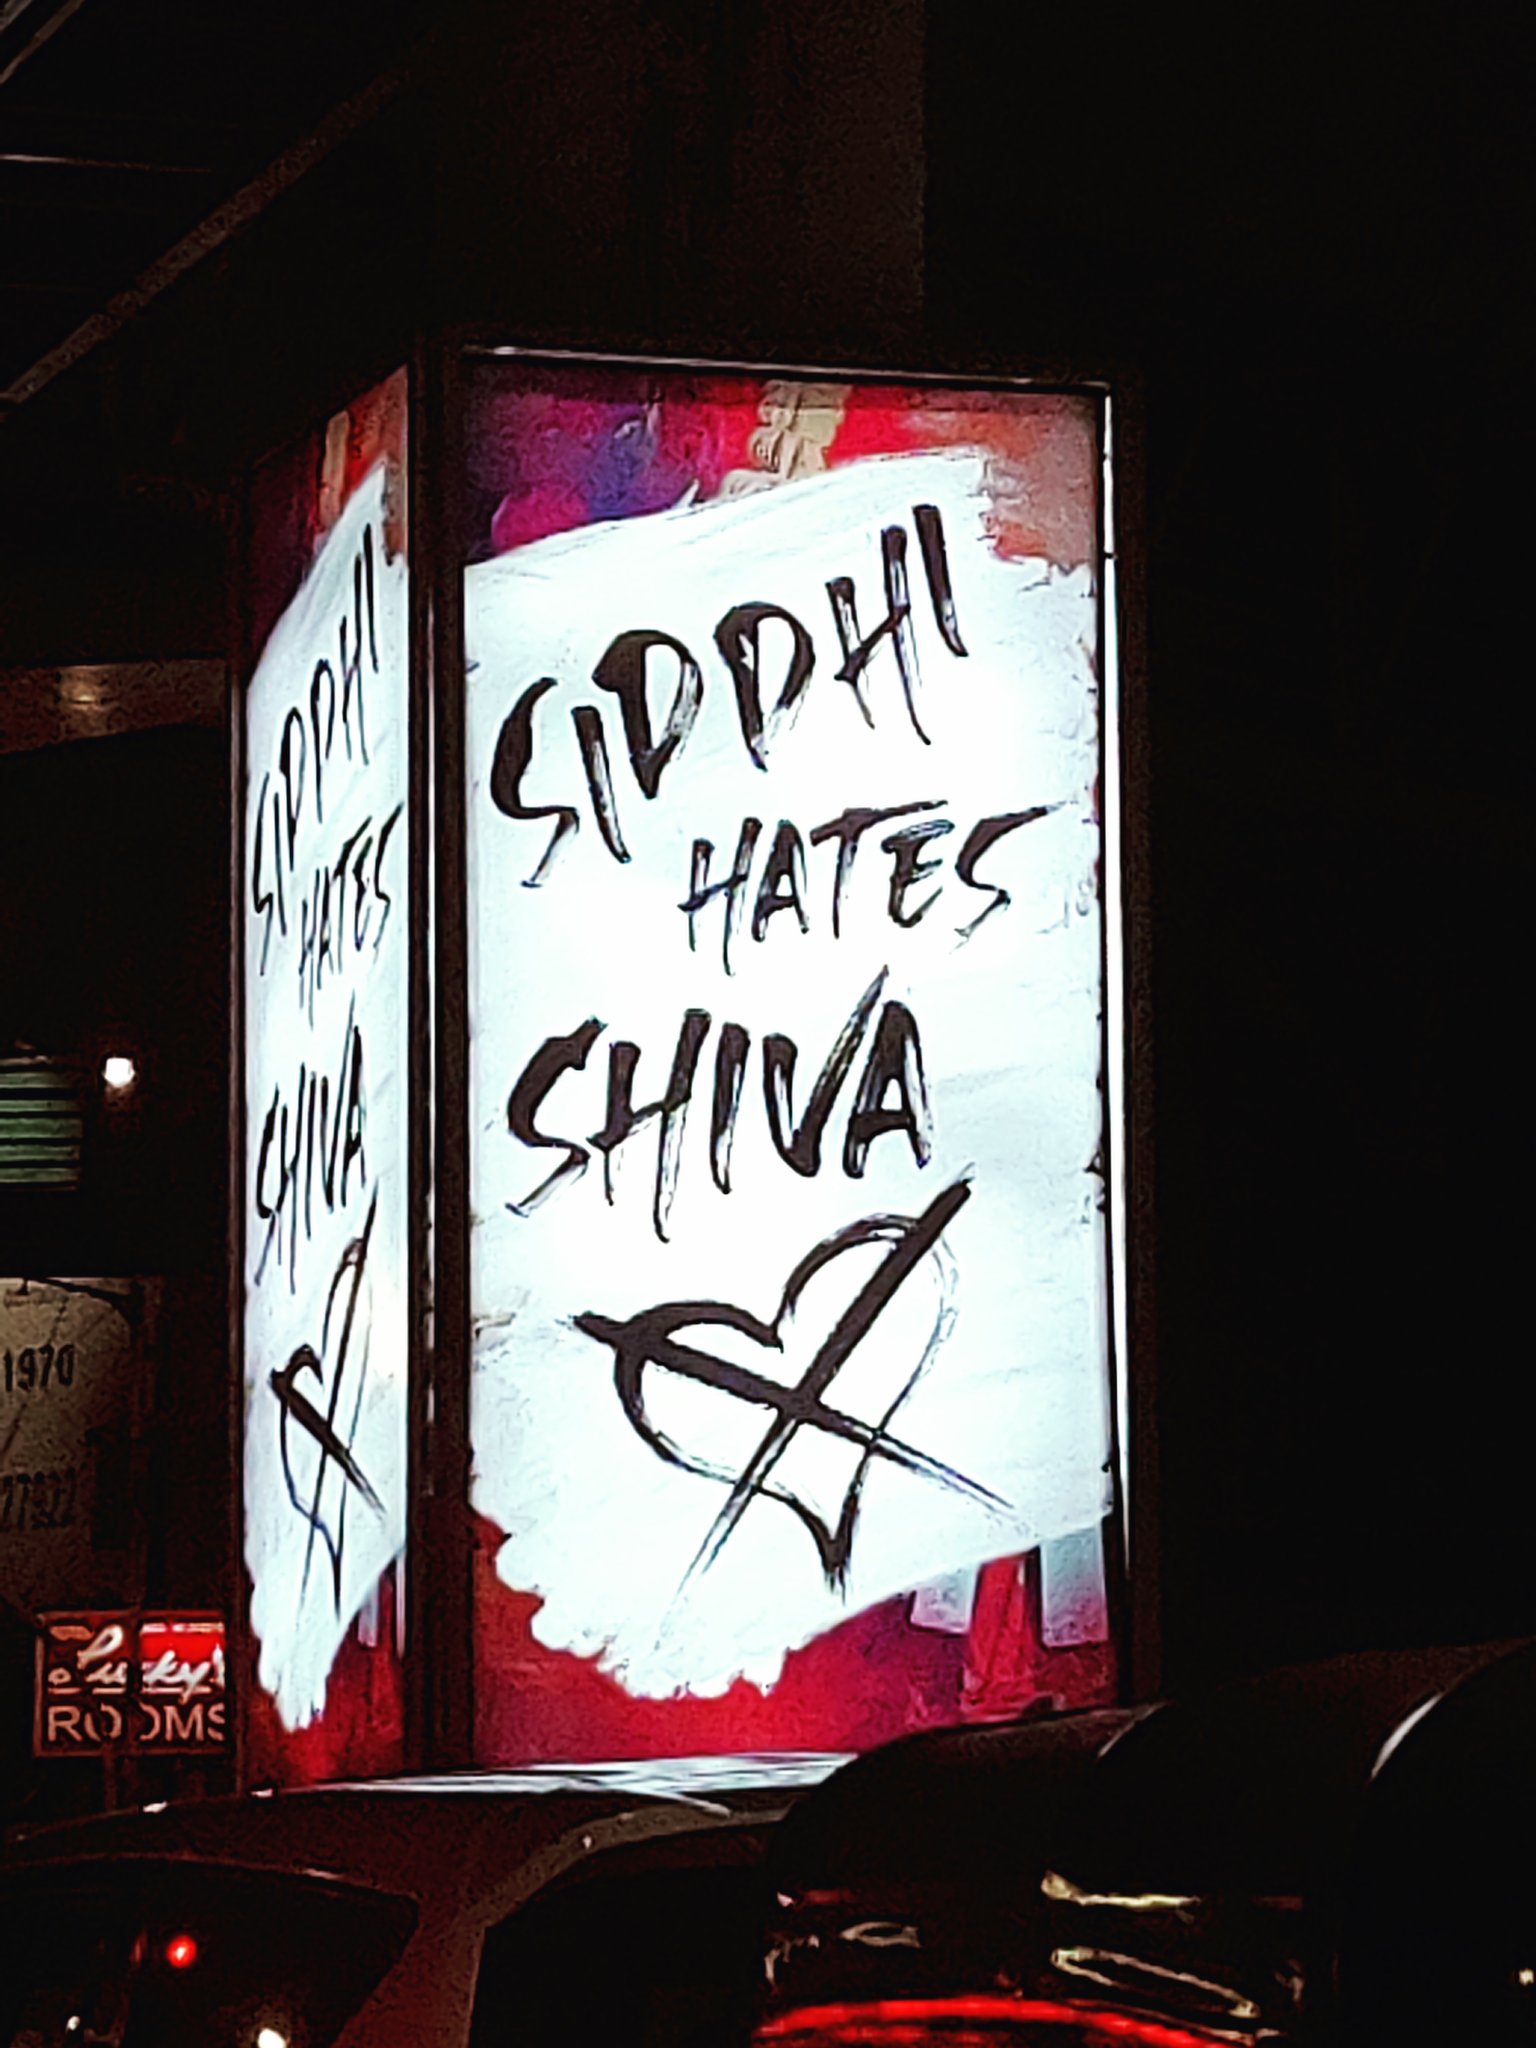 SIDDHI
HATES
SHIVA
SIDDHI
HATES
SHIVA
1970
Lucky's
ROOMS